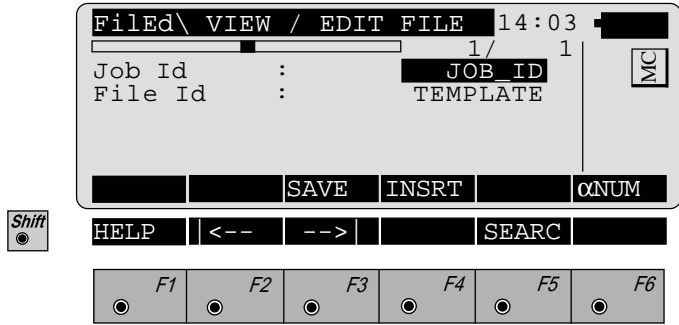 FilEd\ VIEW / EDIT FILE 14:03
1/ 1
MC
Job Id : JOB_ID
File Id : TEMPLATE
SAVE INSRT αNUM
Shift
HELP |<-- -->| SEARC
F1 F2 F3 F4 F5 F6